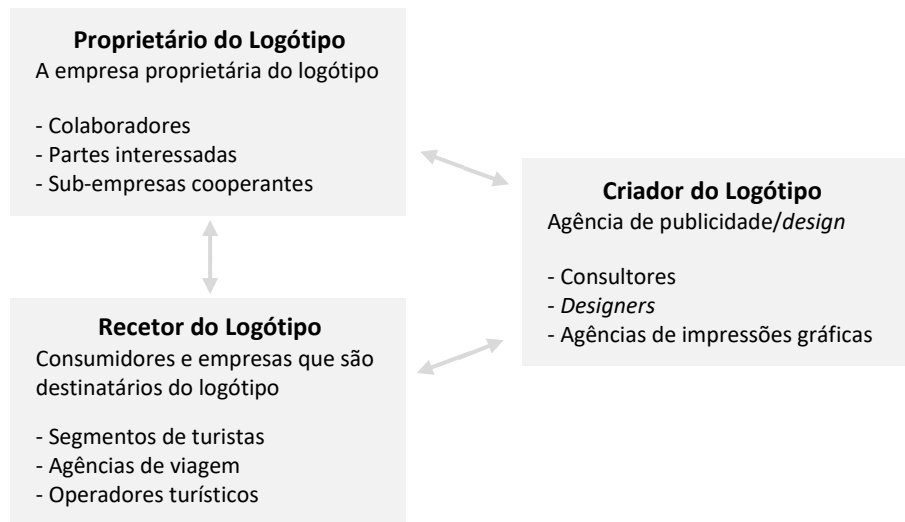 Proprietário do Logótipo
A empresa proprietária do logótipo
- Colaboradores
- Partes interessadas
- Sub-empresas cooperantes
Criador do Logótipo
Agência de publicidade/design
- Consultores
- Designers
- Agências de impressões gráficas
Recetor do Logótipo
Consumidores e empresas que são
destinatários do logótipo
- Segmentos de turistas
- Agências de viagem
- Operadores turísticos